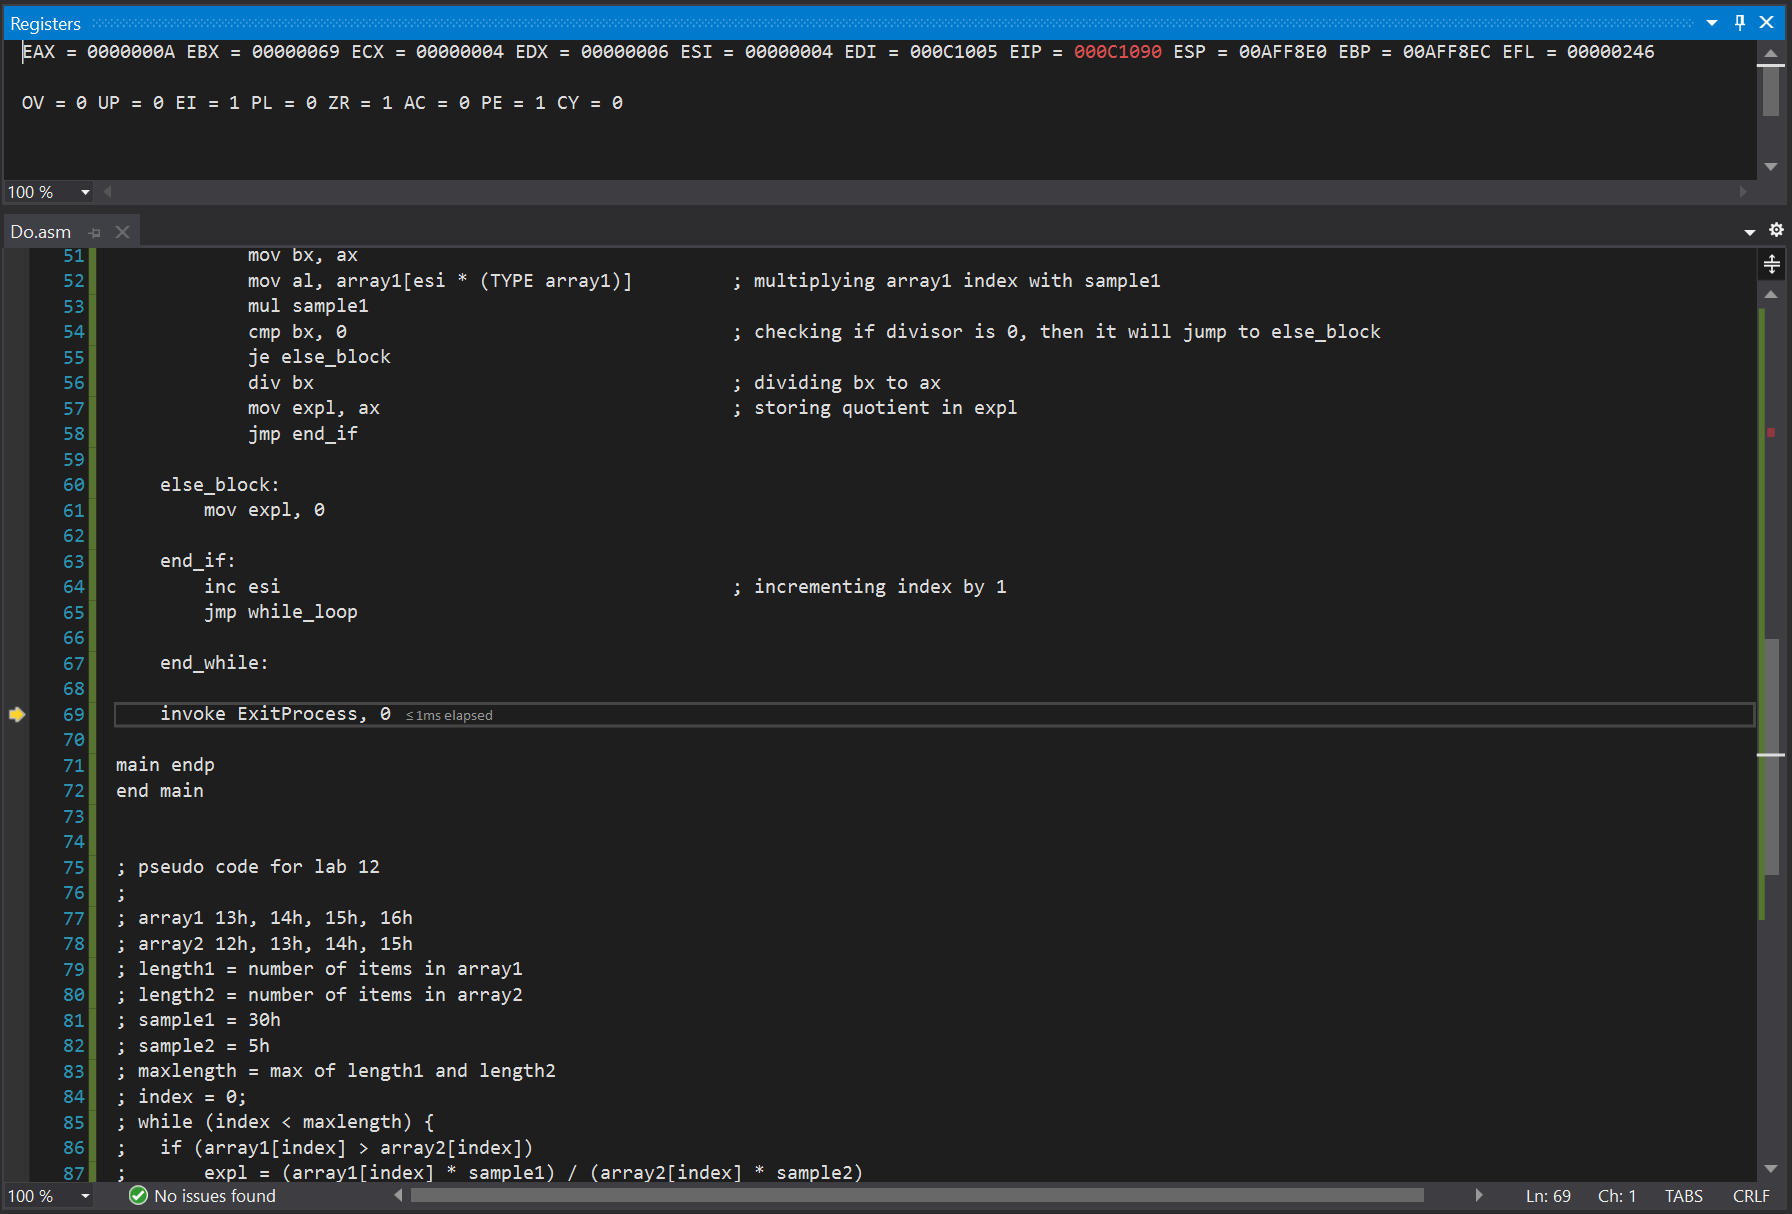 Registers
EAX = 0000000A EBX = 00000069 ECX = 00000004 EDX = 00000006 ESI = 00000004 EDI = 000C1005 EIP = 000C1090 ESP = 00AFF8E0 EBP = 00AFF8EC EFL = 00000246
OV = 0 UP = 0 EI = 1 PL = 0 ZR = 1 AC = 0 PE = 1 CY = 0
100 %
Do.asm
51 mov bx, ax
52 mov al, array1[esi * (TYPE array1)] ; multiplying array1 index with sample1
53 mul sample1
54 cmp bx, 0 ; checking if divisor is 0, then it will jump to else_block
55 je else_block
56 div bx ; dividing bx to ax
57 mov expl, ax ; storing quotient in expl
58 jmp end_if
59
60 else_block:
61 mov expl, 0
62
63 end_if:
64 inc esi ; incrementing index by 1
65 jmp while_loop
66
67 end_while:
68
69 invoke ExitProcess, 0 ≤1ms elapsed
70
71 main endp
72 end main
73
74
75 ; pseudo code for lab 12
76 ;
77 ; array1 13h, 14h, 15h, 16h
78 ; array2 12h, 13h, 14h, 15h
79 ; length1 = number of items in array1
80 ; length2 = number of items in array2
81 ; sample1 = 30h
82 ; sample2 = 5h
83 ; maxlength = max of length1 and length2
84 ; index = 0;
85 ; while (index < maxlength) {
86 ; if (array1[index] > array2[index])
87 ; expl = (array1[index] * sample1) / (array2[index] * sample2)
100 % No issues found Ln: 69 Ch: 1 TABS CRLF